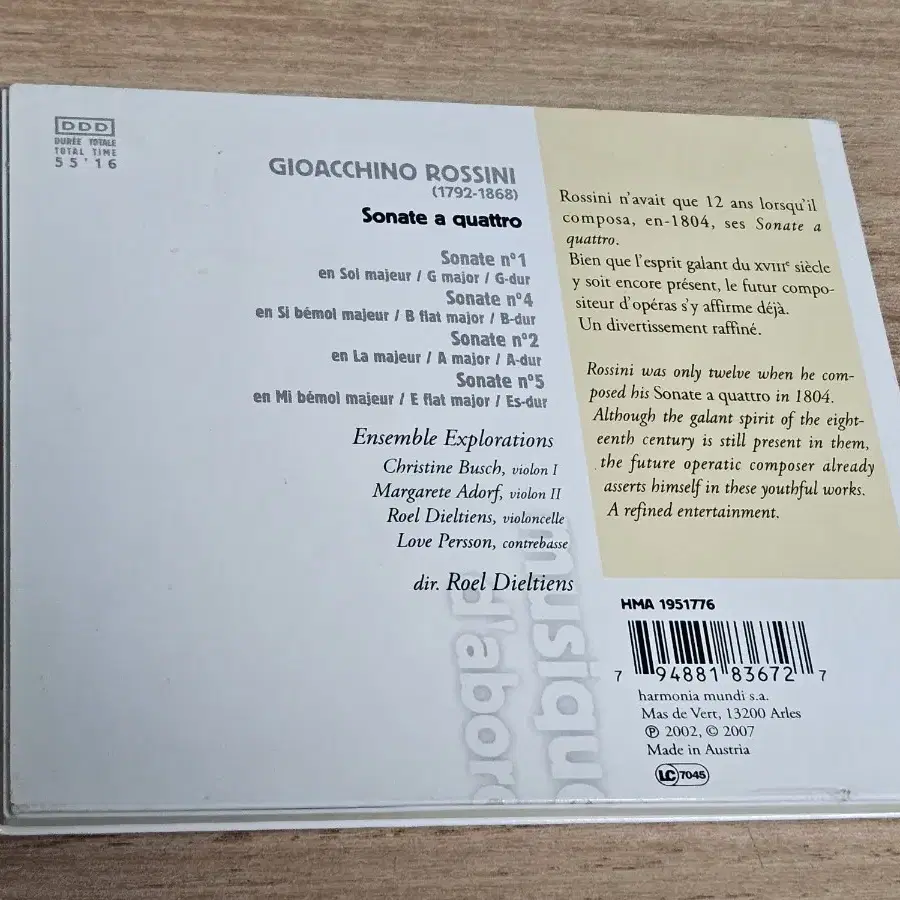 DDD
DURÉE TOTALE
TOTAL TIME
55'16
GIOACCHINO ROSSINI
(1792-1868)
Sonate a quattro
Sonate n°1
en Sol majeur / G major / G-dur
Sonate n°4
en Si bémol majeur / B flat major / B-dur
Sonate n°2
en La majeur / A major / A-dur
Sonate n°5
en Mi bémol majeur / E flat major / Es-dur
Ensemble Explorations
Christine Busch, violon I
Margarete Adorf, violon II
Roel Dieltiens, violoncelle
Love Persson, contrebasse
dir. Roel Dieltiens
musique
d'abord
Rossini n'avait que 12 ans lorsqu'il
composa, en-1804, ses Sonate a
quattro.
Bien que l'esprit galant du XVIIIe siècle
y soit encore présent, le futur compo-
siteur d'opéras s'y affirme déjà.
Un divertissement raffiné.
Rossini was only twelve when he com-
posed his Sonate a quattro in 1804.
Although the galant spirit of the eight-
eenth century is still present in them,
the future operatic composer already
asserts himself in these youthful works.
A refined entertainment.
HMA 1951776
7 94881 83672 7
harmonia mundi s.a.
Mas de Vert, 13200 Arles
℗ 2002, © 2007
Made in Austria
LC 7045